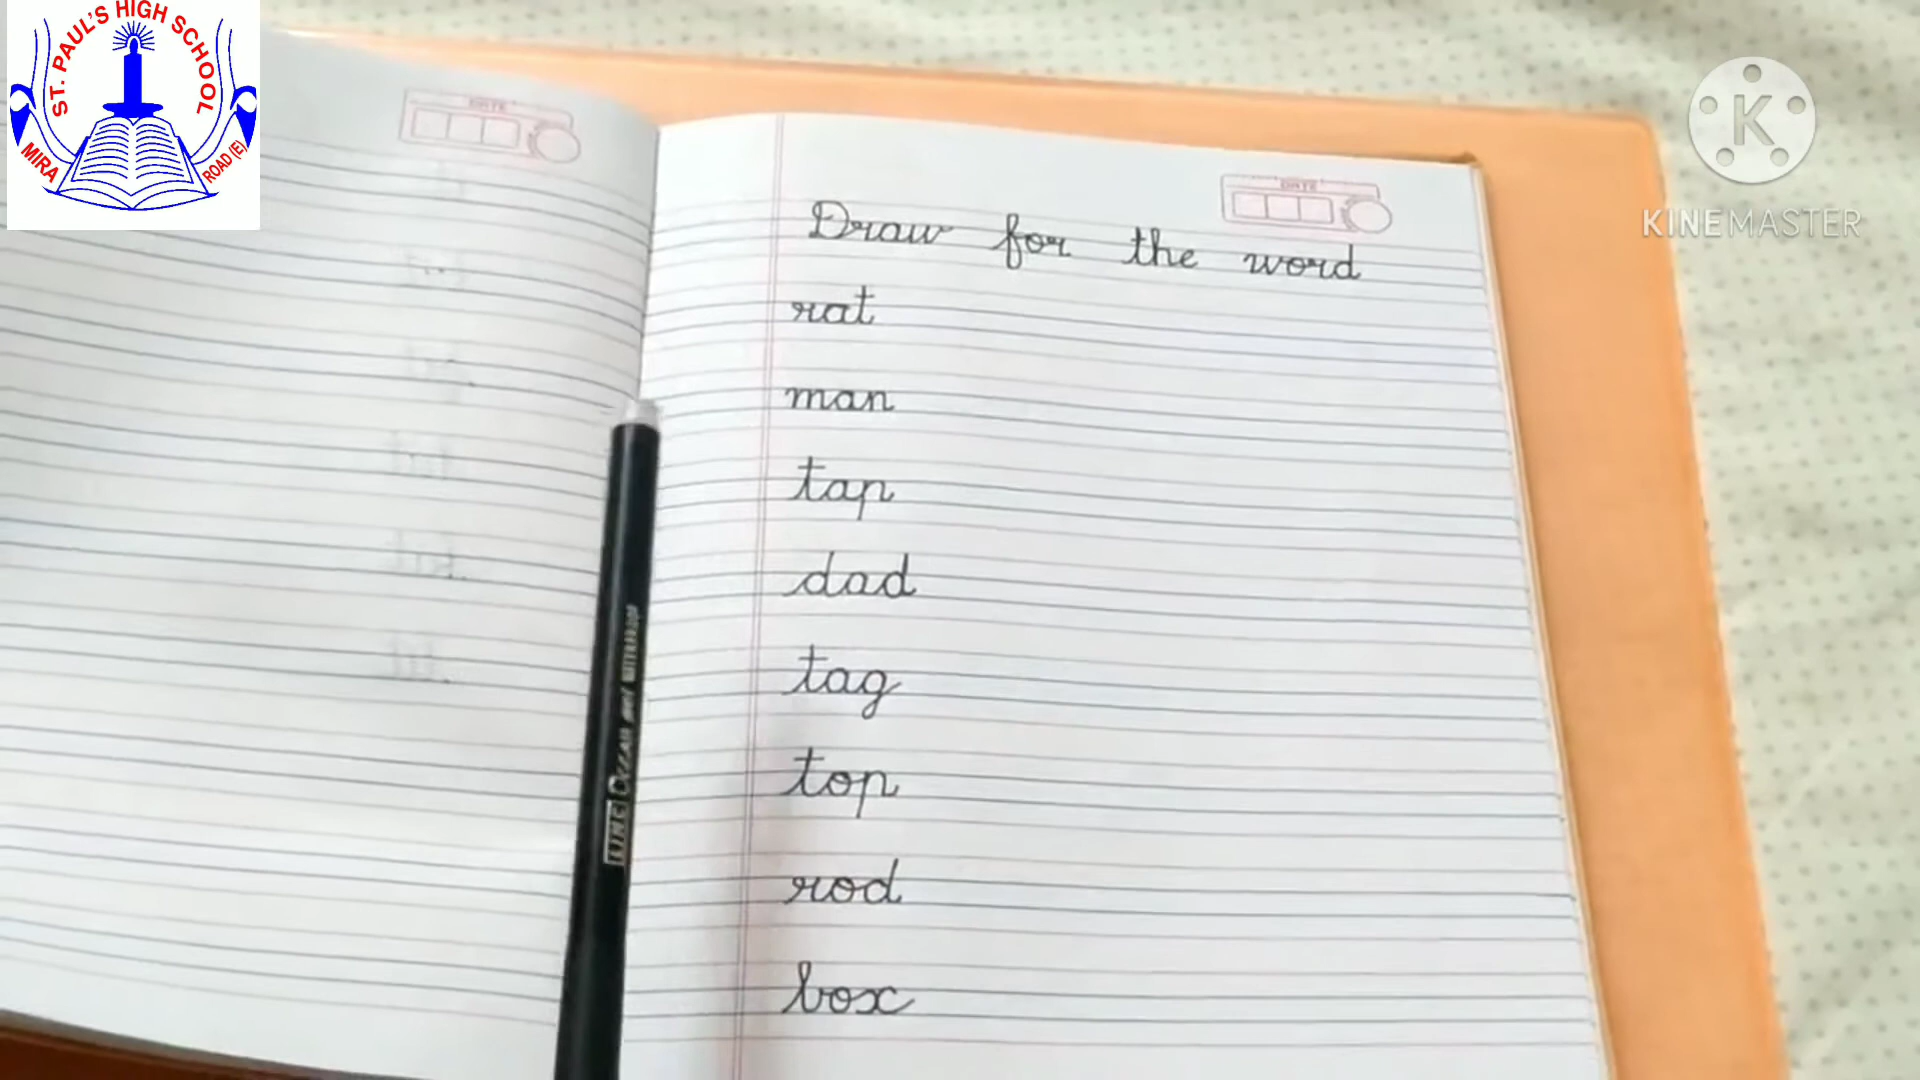 ST. PAUL'S HIGH SCHOOL
MIRA ROAD (E)
DATE
DATE
K
KINEMASTER
Draw for the word
rat
man
tap
dad
tag
top
rod
box